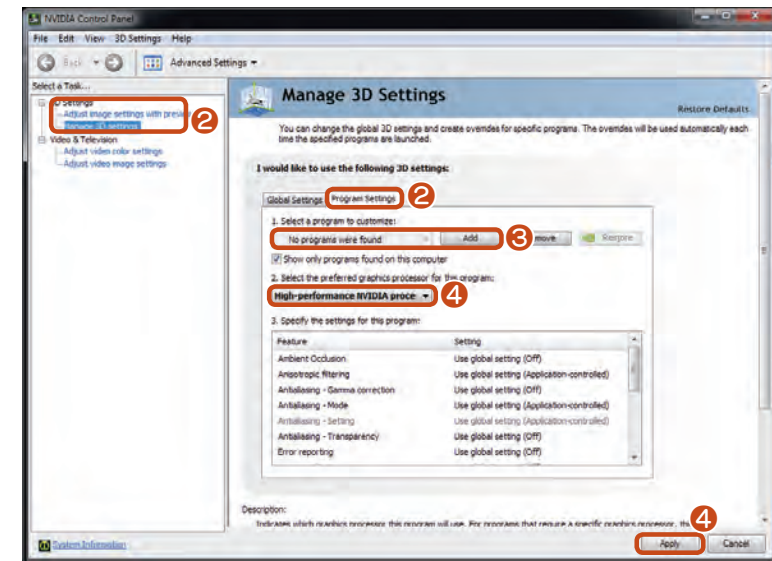 NVIDIA Control Panel
File Edit View 3D Settings Help
Back Advanced Settings
Select a Task...
3D Settings
Adjust image settings with preview
Manage 3D settings
2
Video & Television
Adjust video color settings
Adjust video image settings
Manage 3D Settings
Restore Defaults
You can change the global 3D settings and create overrides for specific programs. The overrides will be used automatically each
time the specified programs are launched.
I would like to use the following 3D settings:
Global Settings Program Settings 2
1. Select a program to customize:
No programs were found Add 3 move Restore
Show only programs found on this computer
2. Select the preferred graphics processor for this program:
High-performance NVIDIA proce 4
3. Specify the settings for this program:
Feature Setting
Ambient Occlusion Use global setting (Off)
Anisotropic filtering Use global setting (Application-controlled)
Antialiasing - Gamma correction Use global setting (Off)
Antialiasing - Mode Use global setting (Application-controlled)
Antialiasing - Setting Use global setting (Application-controlled)
Antialiasing - Transparency Use global setting (Off)
Error reporting Use global setting (Off)
Description:
Indicates which graphics processor this program will use. For programs that require a specific graphics processor,
4
System Information Apply Cancel